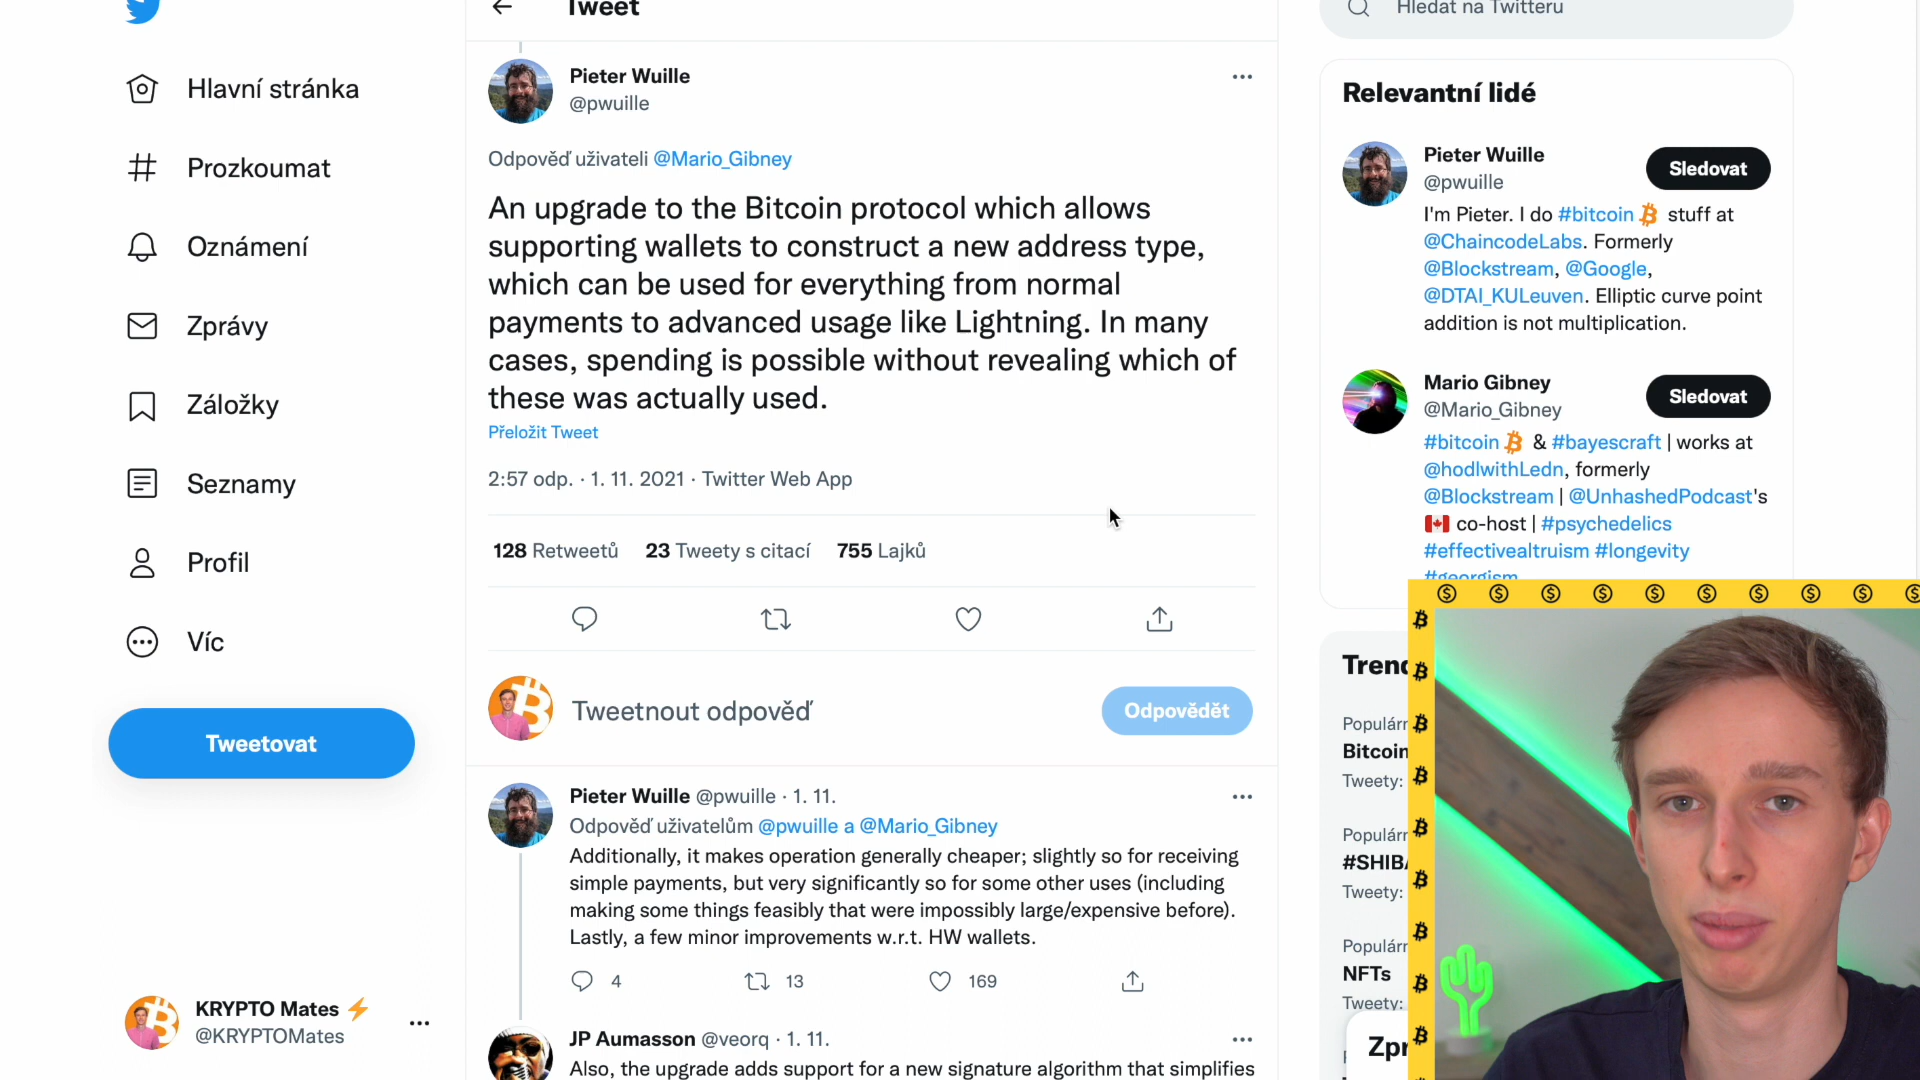 Tweet
Hledat na Twitteru
Hlavní stránka
Prozkoumat
Oznámení
Zprávy
Záložky
Seznamy
Profil
Víc
Tweetovat
KRYPTO Mates ⚡
@KRYPTOMates
Pieter Wuille
@pwuille
Odpověď uživateli @Mario_Gibney
An upgrade to the Bitcoin protocol which allows
supporting wallets to construct a new address type,
which can be used for everything from normal
payments to advanced usage like Lightning. In many
cases, spending is possible without revealing which of
these was actually used.
Přeložit Tweet
2:57 odp. · 1. 11. 2021 · Twitter Web App
128 Retweetů 23 Tweety s citací 755 Lajků
Tweetnout odpověď
Odpovědět
Pieter Wuille @pwuille · 1. 11.
Odpověď uživatelům @pwuille a @Mario_Gibney
Additionally, it makes operation generally cheaper; slightly so for receiving
simple payments, but very significantly so for some other uses (including
making some things feasibly that were impossibly large/expensive before).
Lastly, a few minor improvements w.r.t. HW wallets.
4 13 169
JP Aumasson @veorq · 1. 11.
Also, the upgrade adds support for a new signature algorithm that simplifies
Relevantní lidé
Pieter Wuille
@pwuille
Sledovat
I'm Pieter. I do #bitcoin stuff at
@ChaincodeLabs. Formerly
@Blockstream, @Google,
@DTAI_KULeuven. Elliptic curve point
addition is not multiplication.
Mario Gibney
@Mario_Gibney
Sledovat
#bitcoin & #bayescraft | works at
@hodlwithLedn, formerly
@Blockstream | @UnhashedPodcast's
co-host | #psychedelics
#effectivealtruism #longevity
#georgism
Bitcoin
Tweety:
Tweety:
NFTs
Tweety: